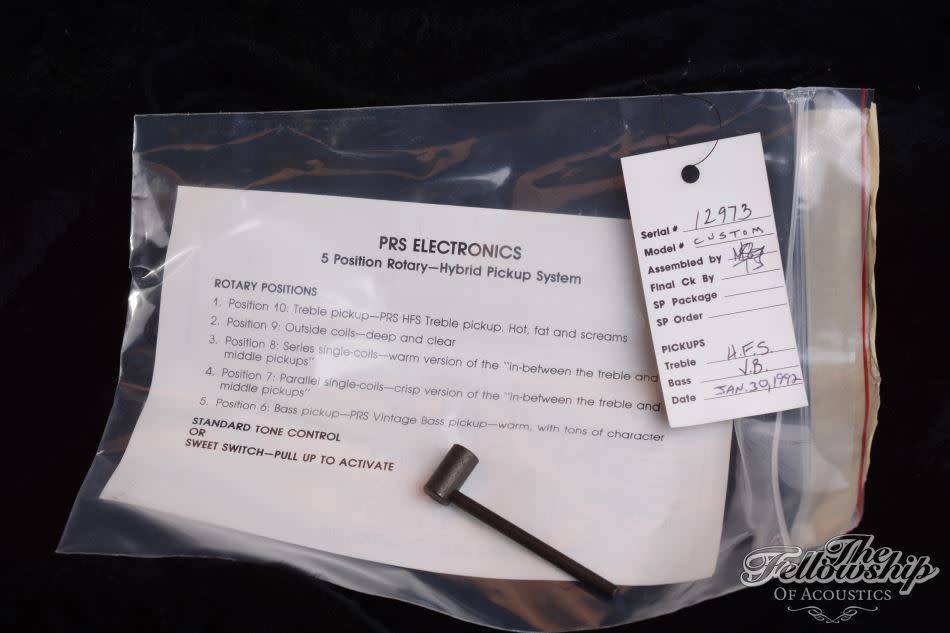 PRS ELECTRONICS
5 Position Rotary—Hybrid Pickup System
ROTARY POSITIONS
1. Position 10: Treble pickup—PRS HFS Treble pickup. Hot, fat and screams
2. Position 9: Outside coils—deep and clear
3. Position 8: Series single-coils—warm version of the "In-between the treble and
middle pickups"
4. Position 7: Parallel single-coils—crisp version of the "In-between the treble and
middle pickups"
5. Position 6: Bass pickup—PRS Vintage Bass pickup—warm, with tons of character
STANDARD TONE CONTROL
OR
SWEET SWITCH—PULL UP TO ACTIVATE
Serial # 12973
Model # CUSTOM
Assembled by
Final Ck By
SP Package
SP Order
PICKUPS
Treble H.F.S.
Bass V.B.
Date JAN. 30, 1992
The
Fellowship
OF ACOUSTICS